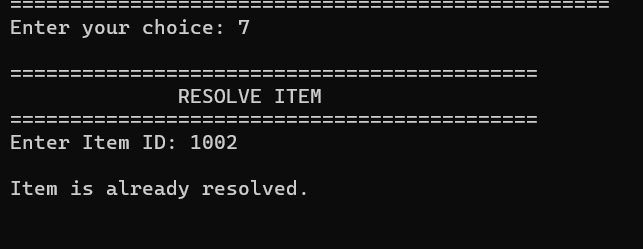 ==================================================
Enter your choice: 7
============================================
RESOLVE ITEM
============================================
Enter Item ID: 1002
Item is already resolved.